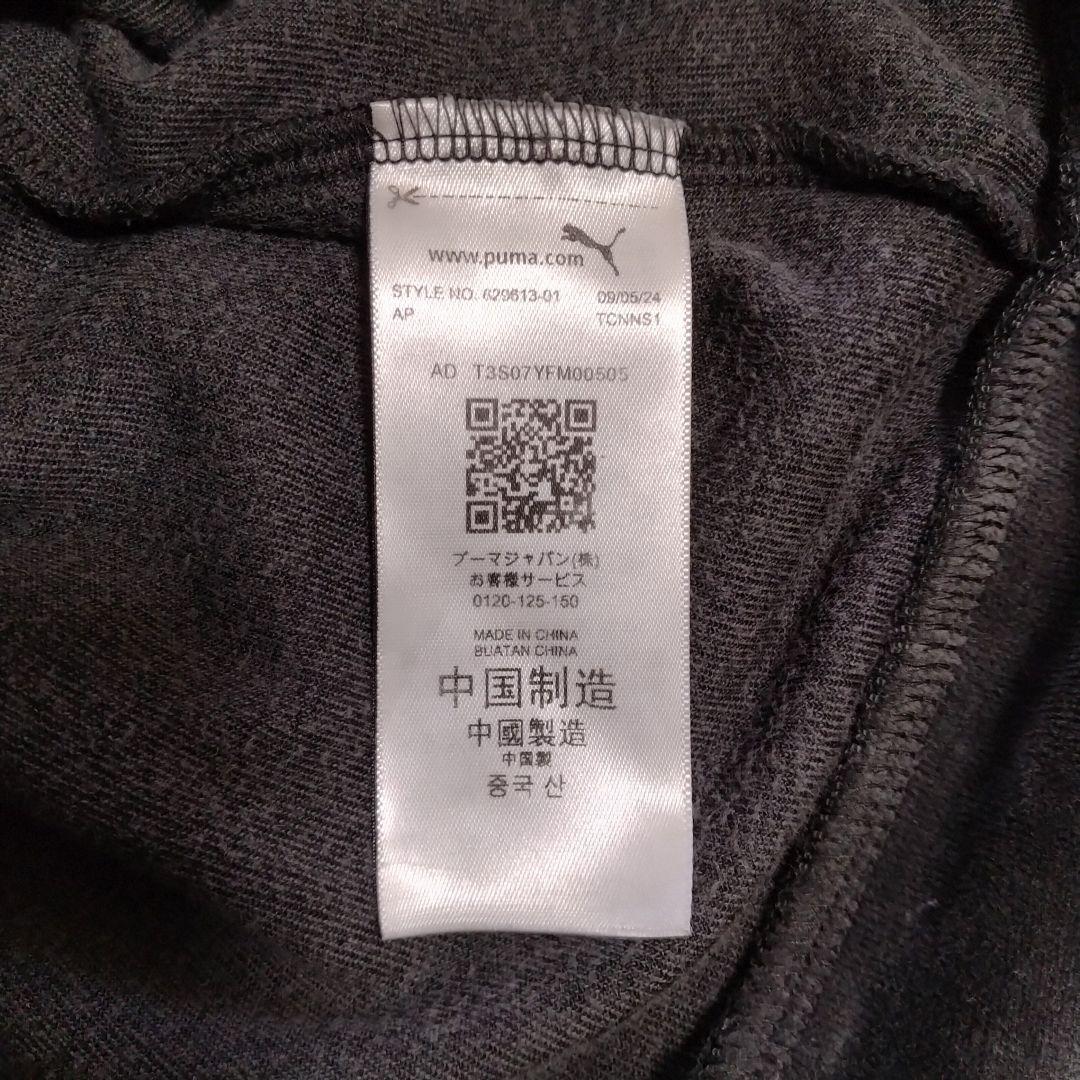 www.puma.com
STYLE NO. 629613-01 09/05/24
AP TCNNS1
AD T3S07YFM00505
プーマジャパン(株)
お客様サービス
0120-125-150
MADE IN CHINA
BUATAN CHINA
中国制造
中國製造
中国製
중국 산